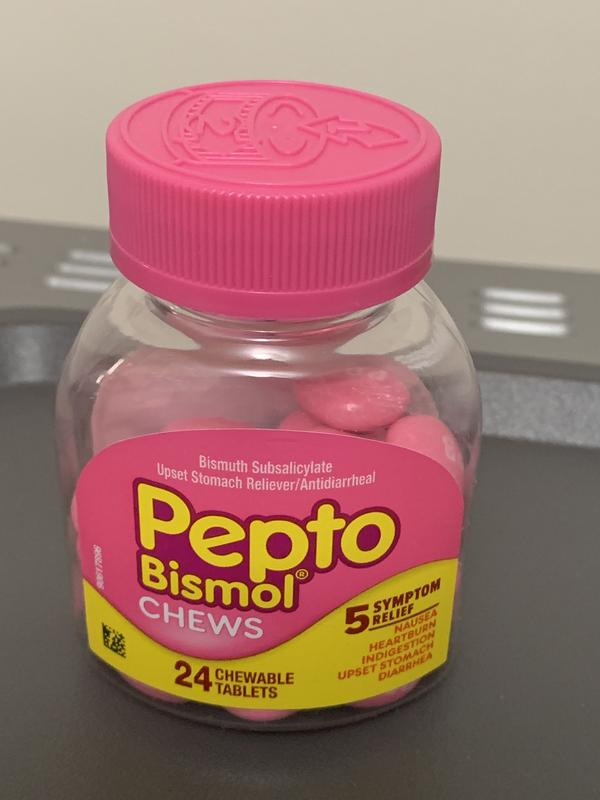 Bismuth Subsalicylate
Upset Stomach Reliever/Antidiarrheal
Pepto
Bismol®
CHEWS
5 SYMPTOM
RELIEF
NAUSEA
HEARTBURN
INDIGESTION
UPSET STOMACH
DIARRHEA
24 CHEWABLE
TABLETS